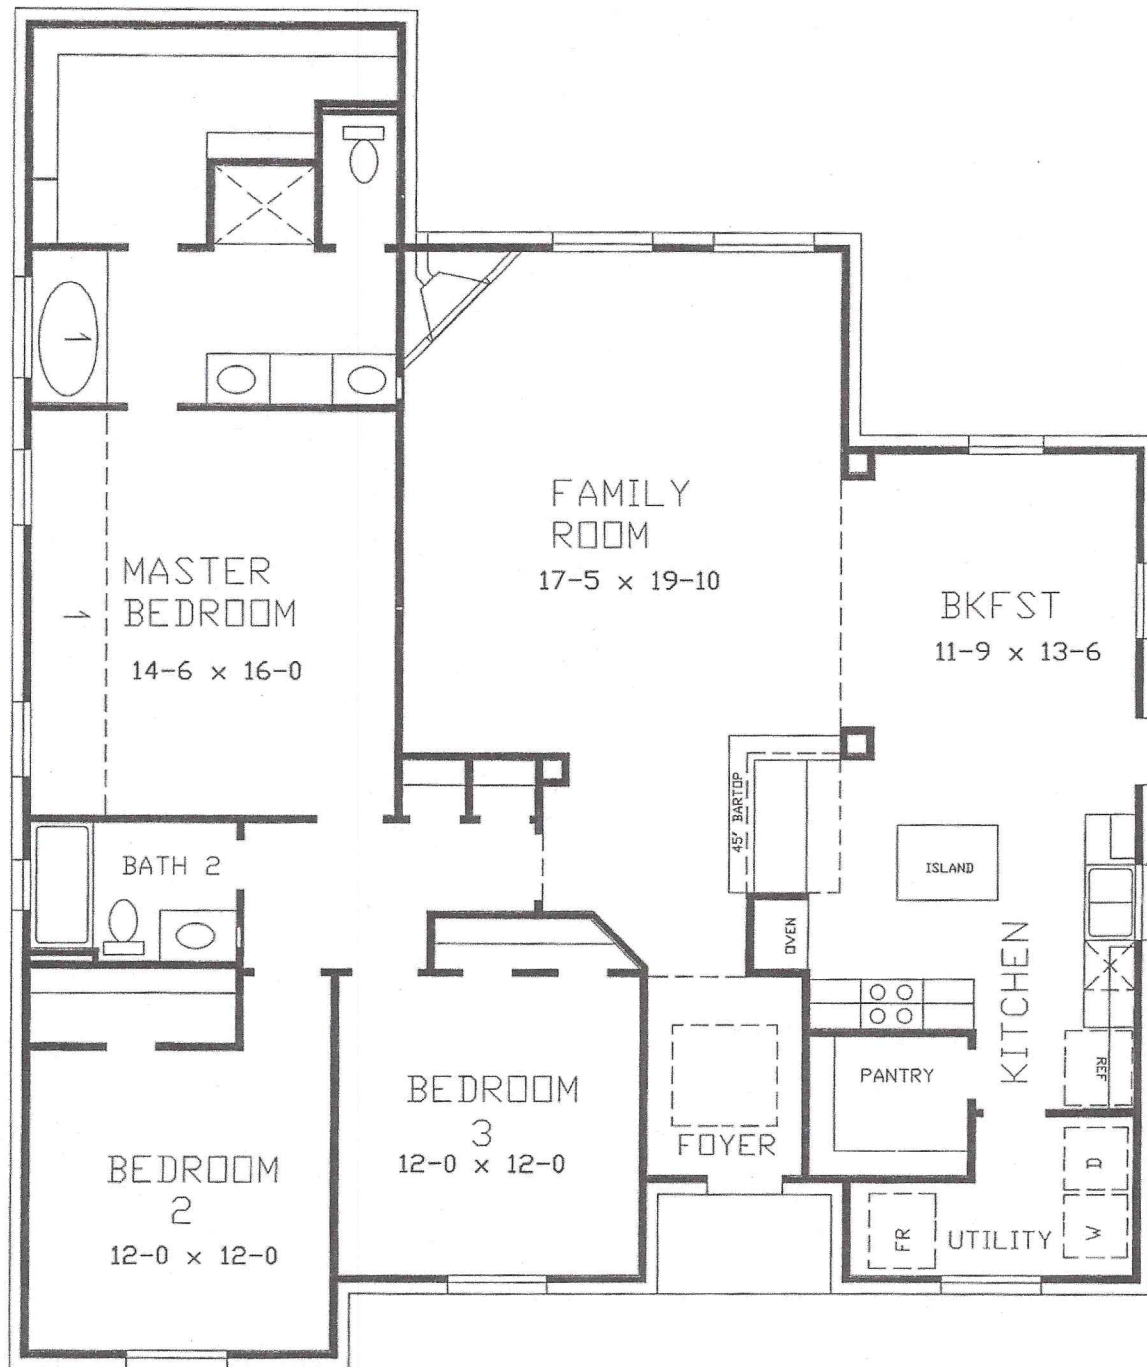 1
FAMILY
ROOM
17-5 x 19-10
MASTER
BEDROOM
14-6 x 16-0
1
BKFST
11-9 x 13-6
45' BARTOP
BATH 2
ISLAND
OVEN
KITCHEN
REF
PANTRY
BEDROOM
3
12-0 x 12-0
FOYER
BEDROOM
2
12-0 x 12-0
D
W
FR
UTILITY